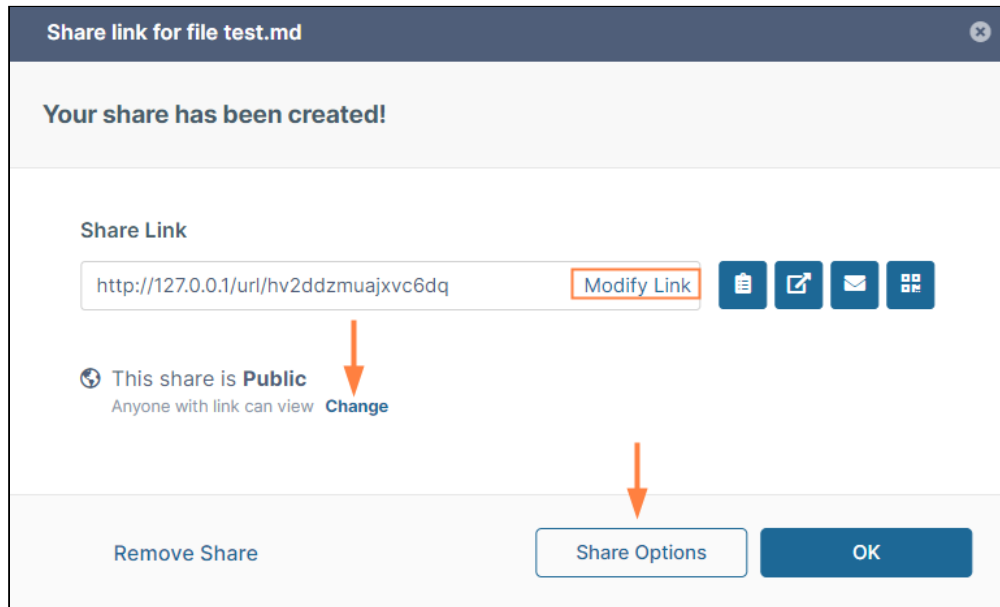 Share link for file test.md
Your share has been created!
Share Link
http://127.0.0.1/url/hv2ddzmuajxvc6dq Modify Link
This share is Public
Anyone with link can view Change
Remove Share Share Options OK